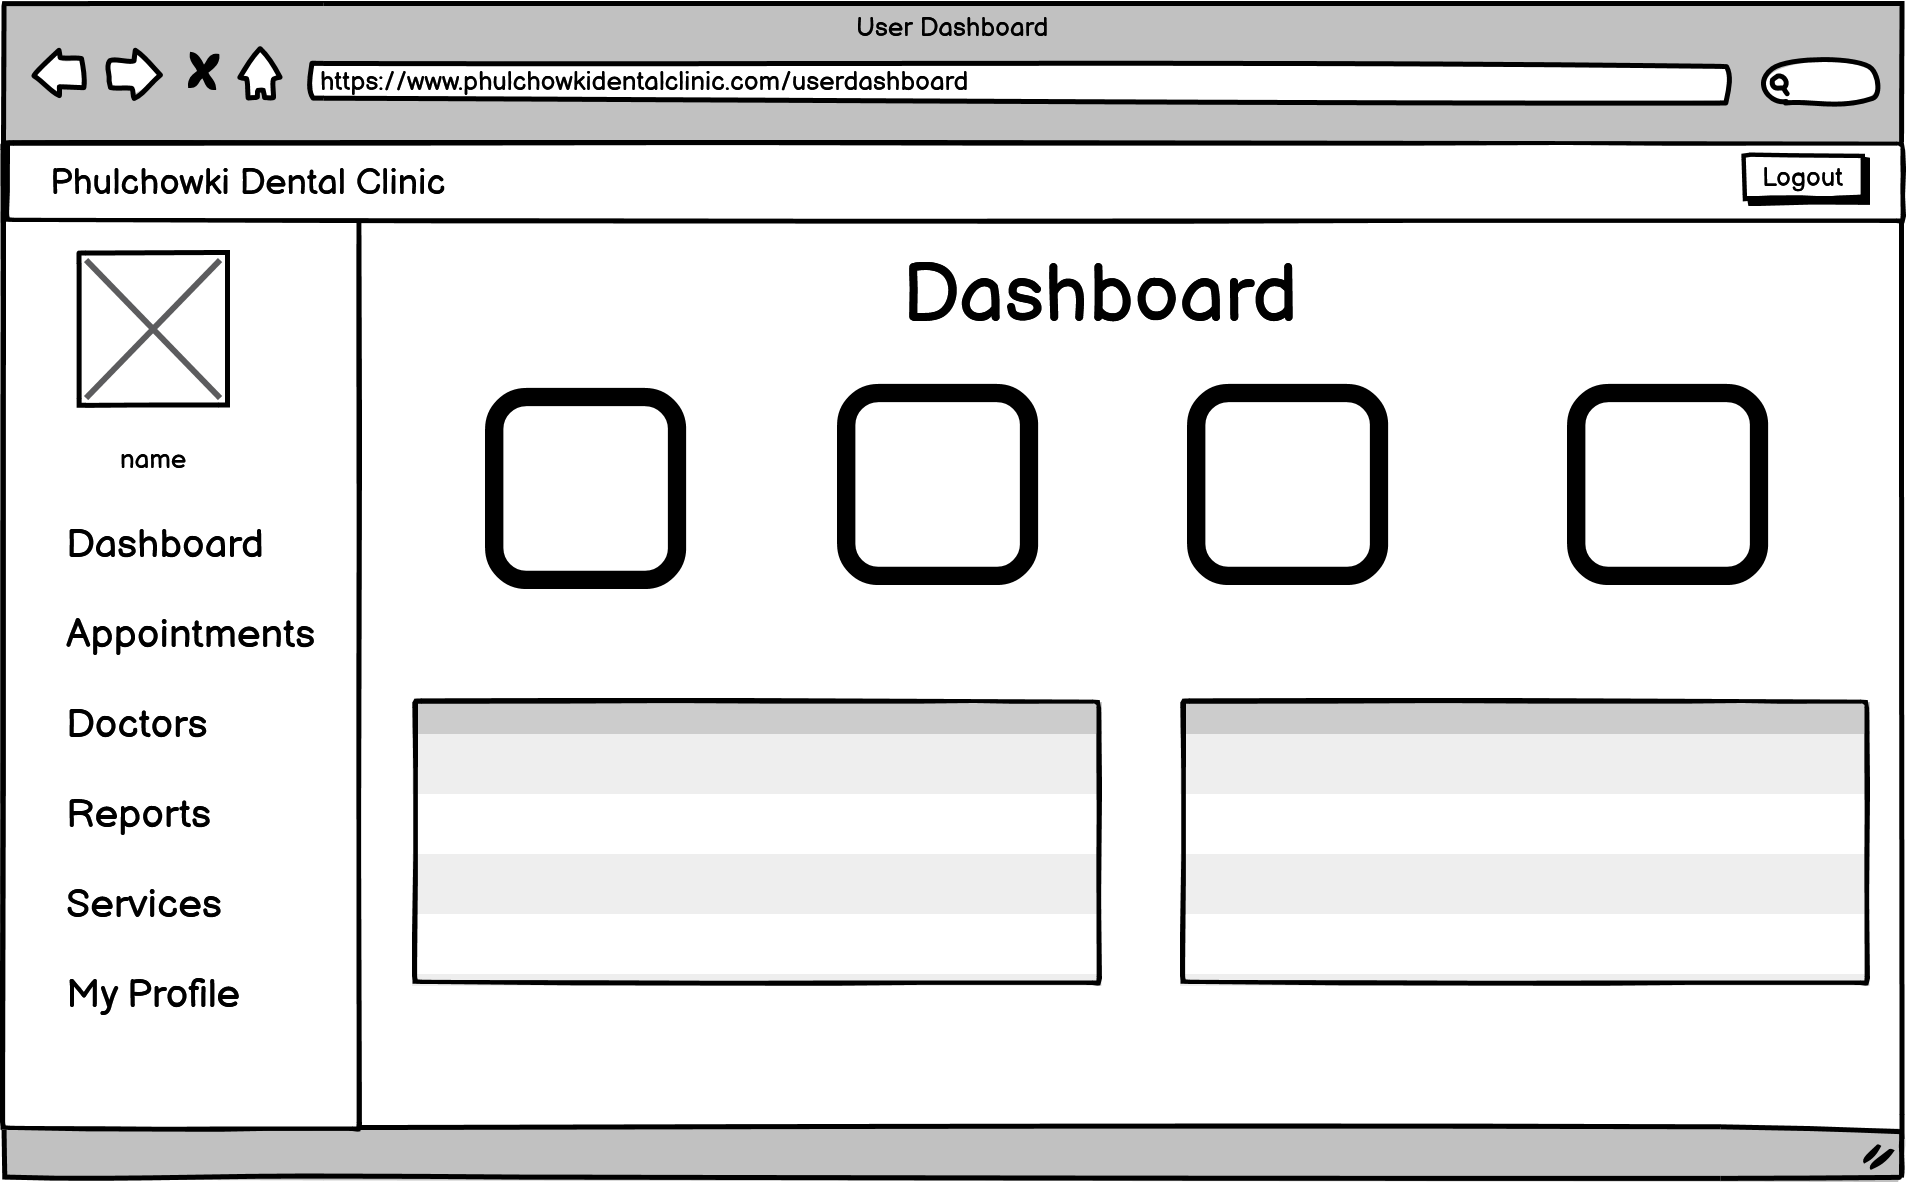 User Dashboard
https://www.phulchowkidentalclinic.com/userdashboard
Phulchowki Dental Clinic
Logout
name
Dashboard
Appointments
Doctors
Reports
Services
My Profile
Dashboard